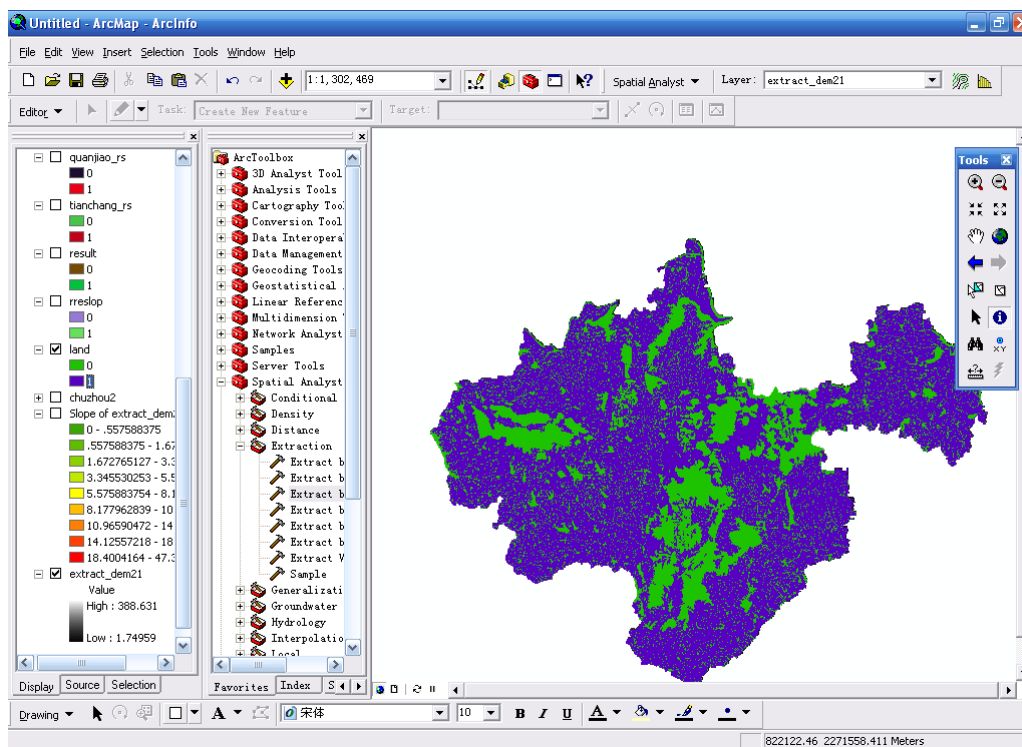 Untitled - ArcMap - ArcInfo
File Edit View Insert Selection Tools Window Help
1:1,302,469 Spatial Analyst Layer: extract_dem21
Editor Task: Create New Feature Target:
quanjiao_rs
0
1
tianchang_rs
0
1
result
0
1
rreslop
0
1
land
0
1
chuzhou2
Slope of extract_dem
0 - .557588375
.557588375 - 1.67
1.672765127 - 3.3
3.345530253 - 5.5
5.575883754 - 8.1
8.177962839 - 10
10.96590472 - 14
14.12557218 - 18
18.4004164 - 47.3
extract_dem21
Value
High : 388.631
Low : 1.74959
Display Source Selection
ArcToolbox
3D Analyst Tool
Analysis Tools
Cartography Too
Conversion Tool
Data Interopera
Data Management
Geocoding Tools
Geostatistical
Linear Referenc
Multidimension
Network Analyst
Samples
Server Tools
Spatial Analyst
Conditional
Density
Distance
Extraction
Extract b
Extract b
Extract b
Extract b
Extract b
Extract b
Extract V
Sample
Generalizati
Groundwater
Hydrology
Interpolatio
Local
Favorites Index S
Tools
Drawing A 宋体 10 B I U A
822122.46 2271558.411 Meters